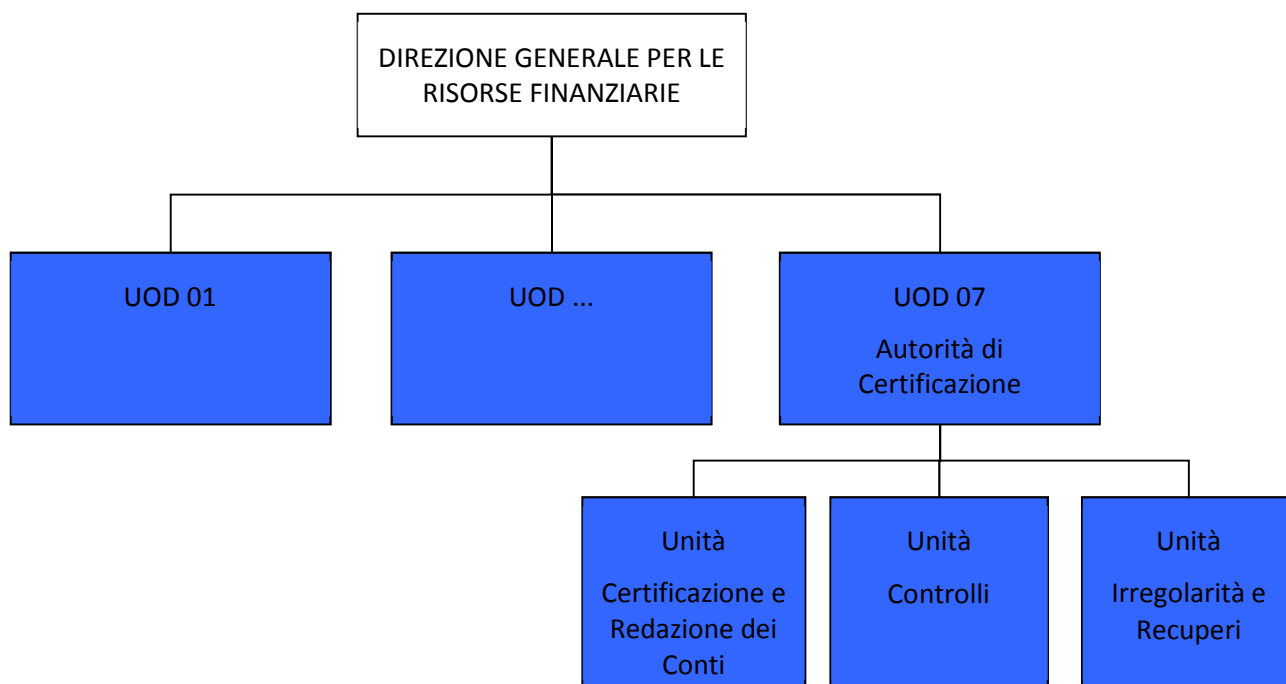 DIREZIONE GENERALE PER LE
RISORSE FINANZIARIE
UOD 01
UOD ...
UOD 07
Autorità di
Certificazione
Unità
Certificazione e
Redazione dei
Conti
Unità
Controlli
Unità
Irregolarità e
Recuperi